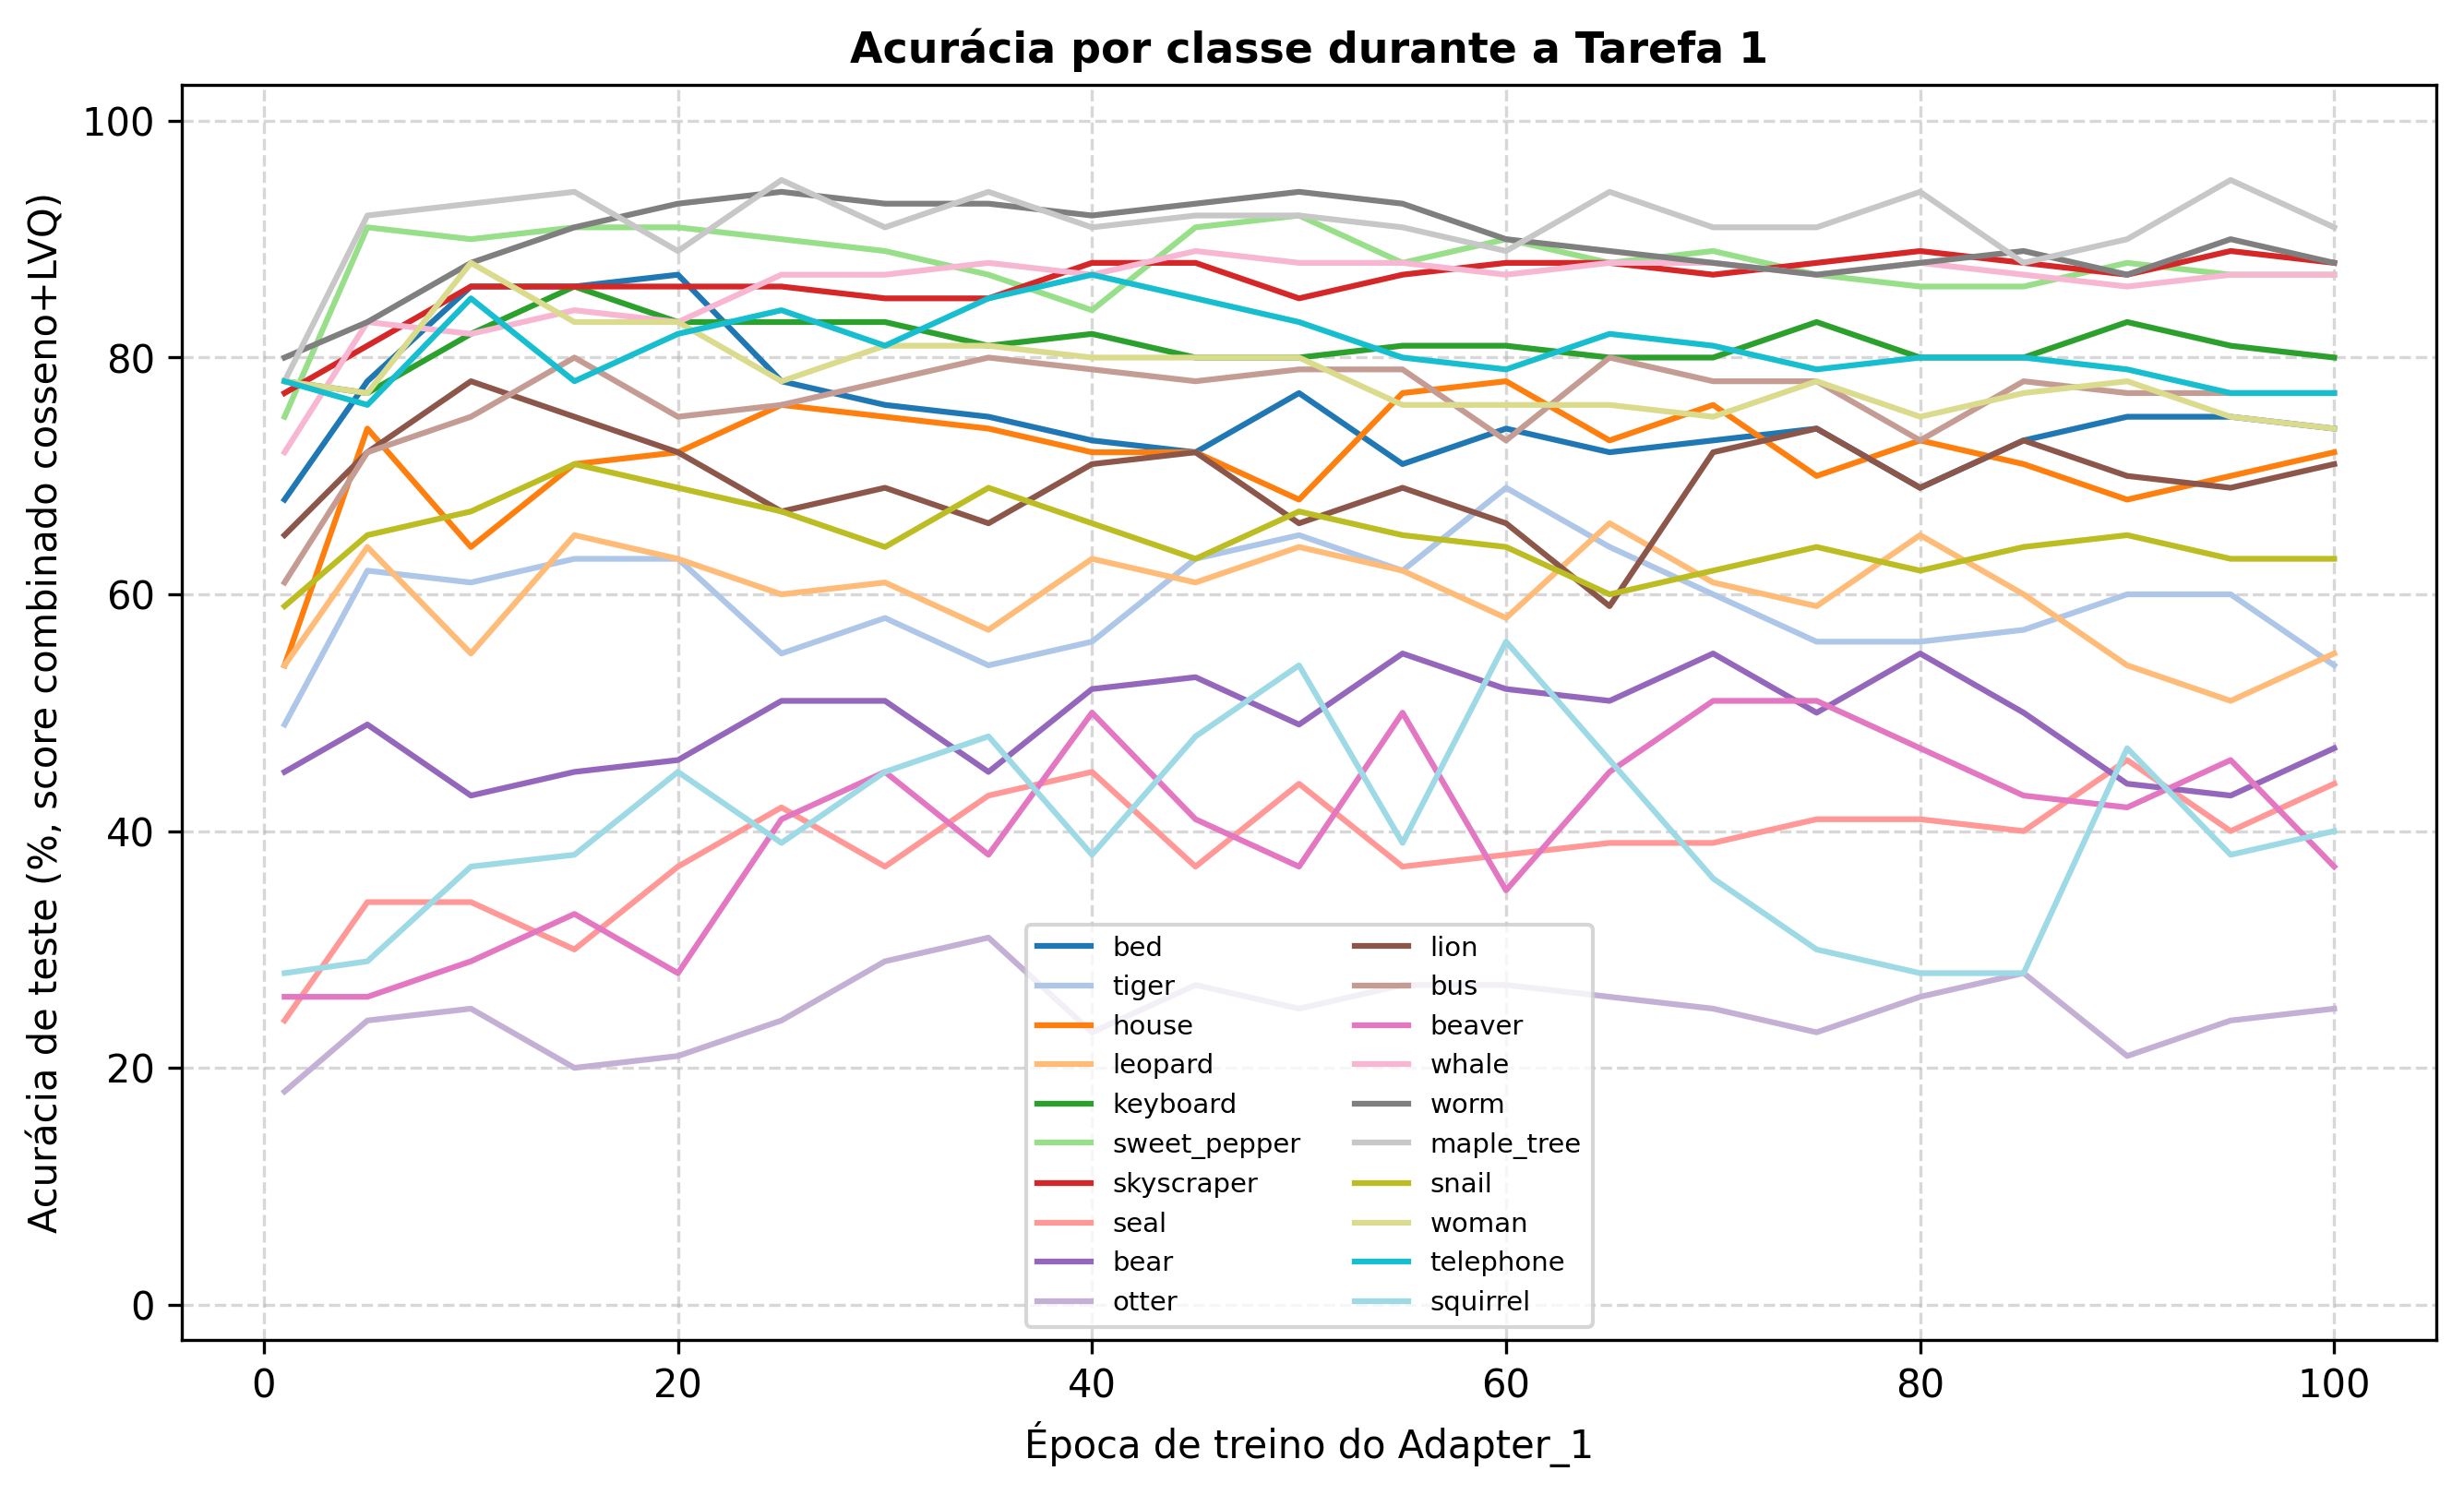 Acurácia por classe durante a Tarefa 1
Acurácia de teste (%, score combinado cosseno+LVQ)
100
80
60
40
20
0
bed
tiger
house
leopard
keyboard
sweet_pepper
skyscraper
seal
bear
otter
lion
bus
beaver
whale
worm
maple_tree
snail
woman
telephone
squirrel
0 20 40 60 80 100
Época de treino do Adapter_1